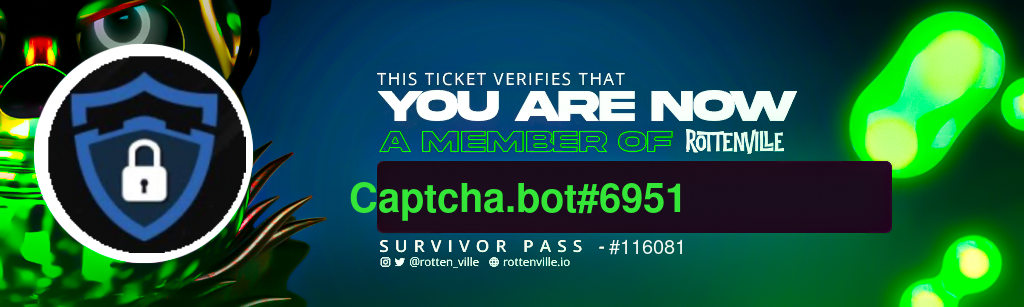 THIS TICKET VERIFIES THAT
YOU ARE NOW
A MEMBER OF ROTTENVILLE
Captcha.bot#6951
SURVIVOR PASS - #116081
@rotten_ville rottenville.io